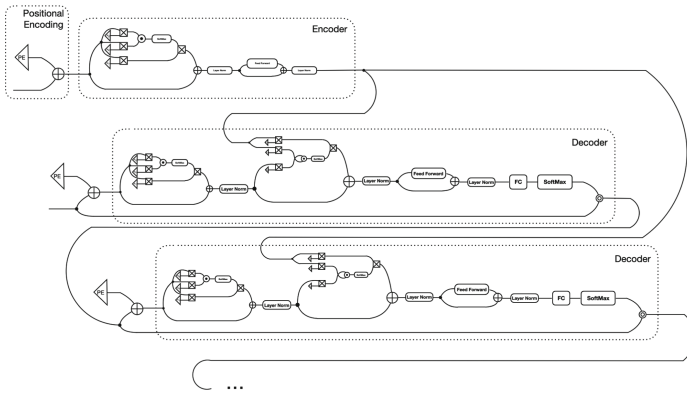 Positional
Encoding
PE
Encoder
SoftMax
Layer Norm
Feed Forward
Layer Norm
Decoder
PE
SoftMax
Layer Norm
SoftMax
Layer Norm
Feed Forward
Layer Norm
FC
SoftMax
Decoder
PE
SoftMax
Layer Norm
SoftMax
Layer Norm
Feed Forward
Layer Norm
FC
SoftMax
...